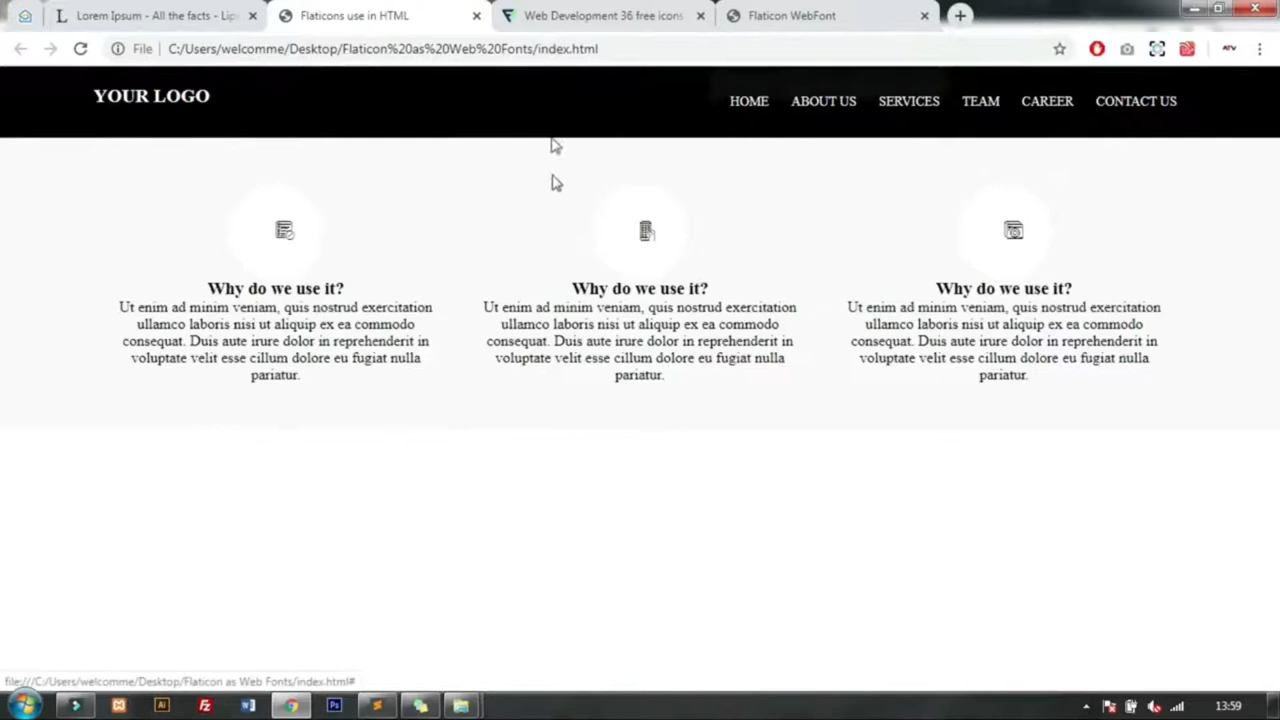 Lorem Ipsum - All the facts - Lip
Flaticons use in HTML
Web Development 36 free icons
Flaticon WebFont
File C:/Users/welcomme/Desktop/Flaticon%20as%20Web%20Fonts/index.html
YOUR LOGO
HOME ABOUT US SERVICES TEAM CAREER CONTACT US
Why do we use it?
Ut enim ad minim veniam, quis nostrud exercitation
ullamco laboris nisi ut aliquip ex ea commodo
consequat. Duis aute irure dolor in reprehenderit in
voluptate velit esse cillum dolore eu fugiat nulla
pariatur.
Why do we use it?
Ut enim ad minim veniam, quis nostrud exercitation
ullamco laboris nisi ut aliquip ex ea commodo
consequat. Duis aute irure dolor in reprehenderit in
voluptate velit esse cillum dolore eu fugiat nulla
pariatur.
Why do we use it?
Ut enim ad minim veniam, quis nostrud exercitation
ullamco laboris nisi ut aliquip ex ea commodo
consequat. Duis aute irure dolor in reprehenderit in
voluptate velit esse cillum dolore eu fugiat nulla
pariatur.
file:///C:/Users/welcomme/Desktop/Flaticon as Web Fonts/index.html#
Ai
Fz
W
Ps
13:59